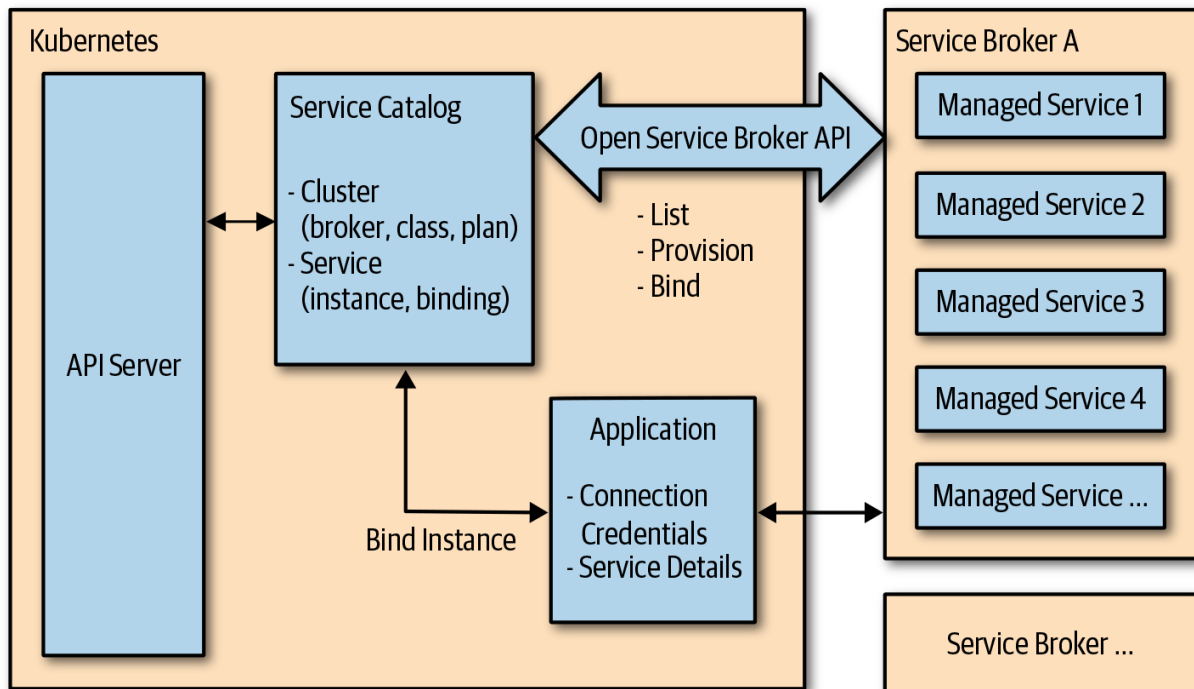 Kubernetes
API Server
Service Catalog
- Cluster
(broker, class, plan)
- Service
(instance, binding)
Open Service Broker API
- List
- Provision
- Bind
Bind Instance
Application
- Connection
Credentials
- Service Details
Service Broker A
Managed Service 1
Managed Service 2
Managed Service 3
Managed Service 4
Managed Service ...
Service Broker ...